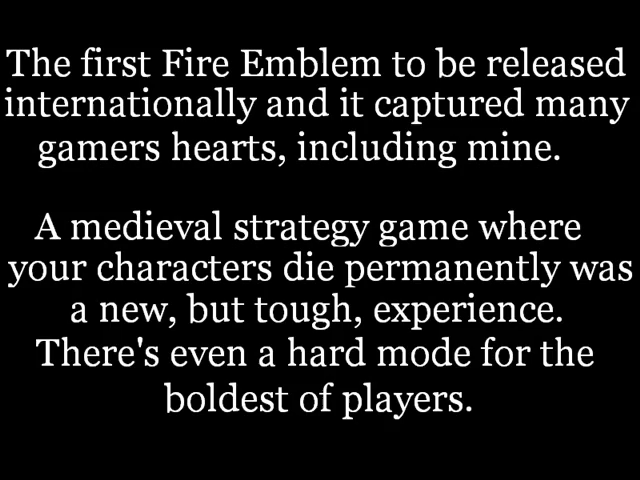 The first Fire Emblem to be released
internationally and it captured many
gamers hearts, including mine.
A medieval strategy game where
your characters die permanently was
a new, but tough, experience.
There's even a hard mode for the
boldest of players.